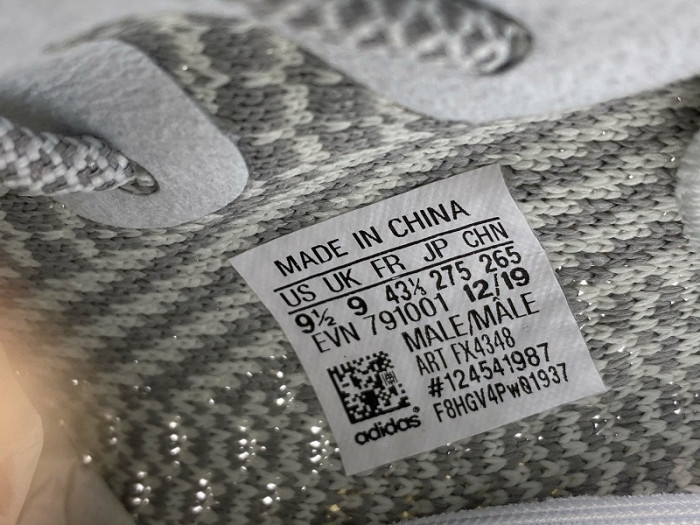 MADE IN CHINA
US UK FR JP CHN
9½ 9 43⅓ 275 265
EVN 791001 12/19
MALE/MÂLE
ART FX4348
#124541987
F8HGV4PwQ1937
adidas®